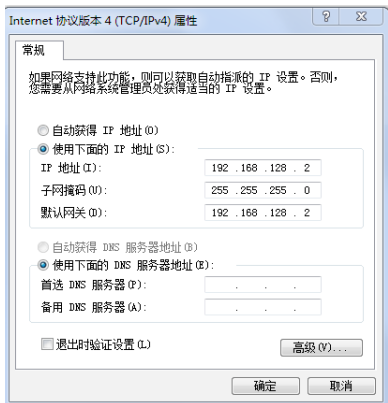 Internet 协议版本 4 (TCP/IPv4) 属性
常规
如果网络支持此功能，则可以获取自动指派的 IP 设置。否则，
您需要从网络系统管理员处获得适当的 IP 设置。
自动获得 IP 地址(O)
使用下面的 IP 地址(S):
IP 地址(I): 192 .168 .128 . 2
子网掩码(U): 255 .255 .255 . 0
默认网关(D): 192 .168 .128 . 2
自动获得 DNS 服务器地址(B)
使用下面的 DNS 服务器地址(E):
首选 DNS 服务器(P): . . .
备用 DNS 服务器(A): . . .
退出时验证设置(L)
高级(V)...
确定 取消